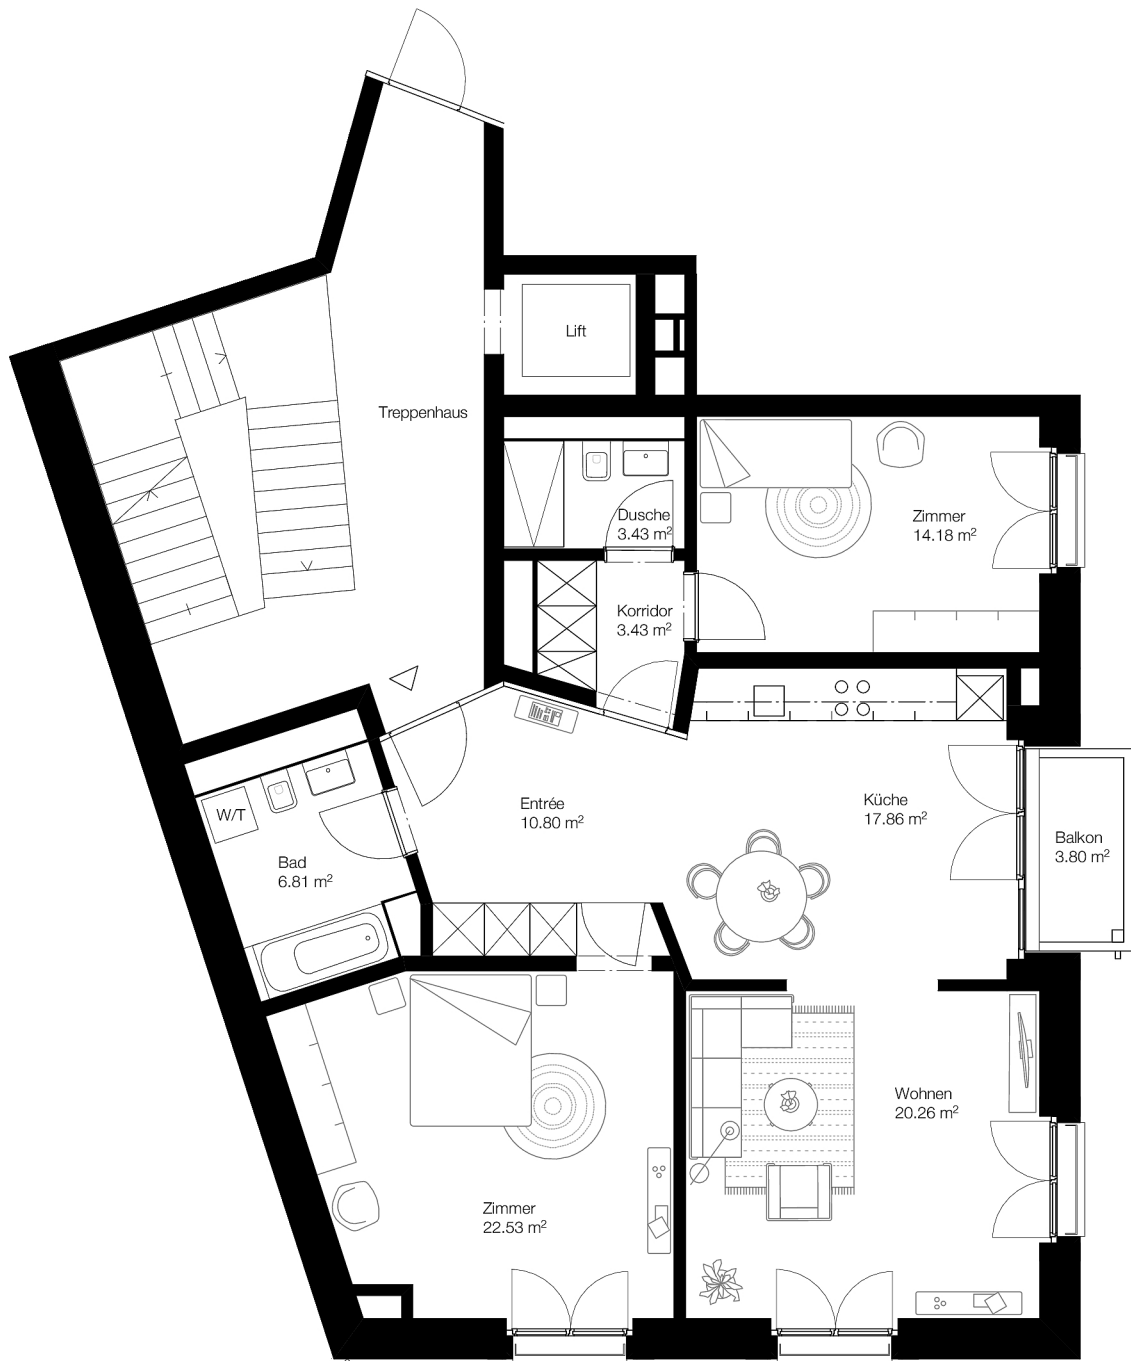 Lift
Treppenhaus
Dusche
3.43 m²
Zimmer
14.18 m²
Korridor
3.43 m²
Entrée
10.80 m²
Küche
17.86 m²
W/T
Balkon
3.80 m²
Bad
6.81 m²
Wohnen
20.26 m²
Zimmer
22.53 m²